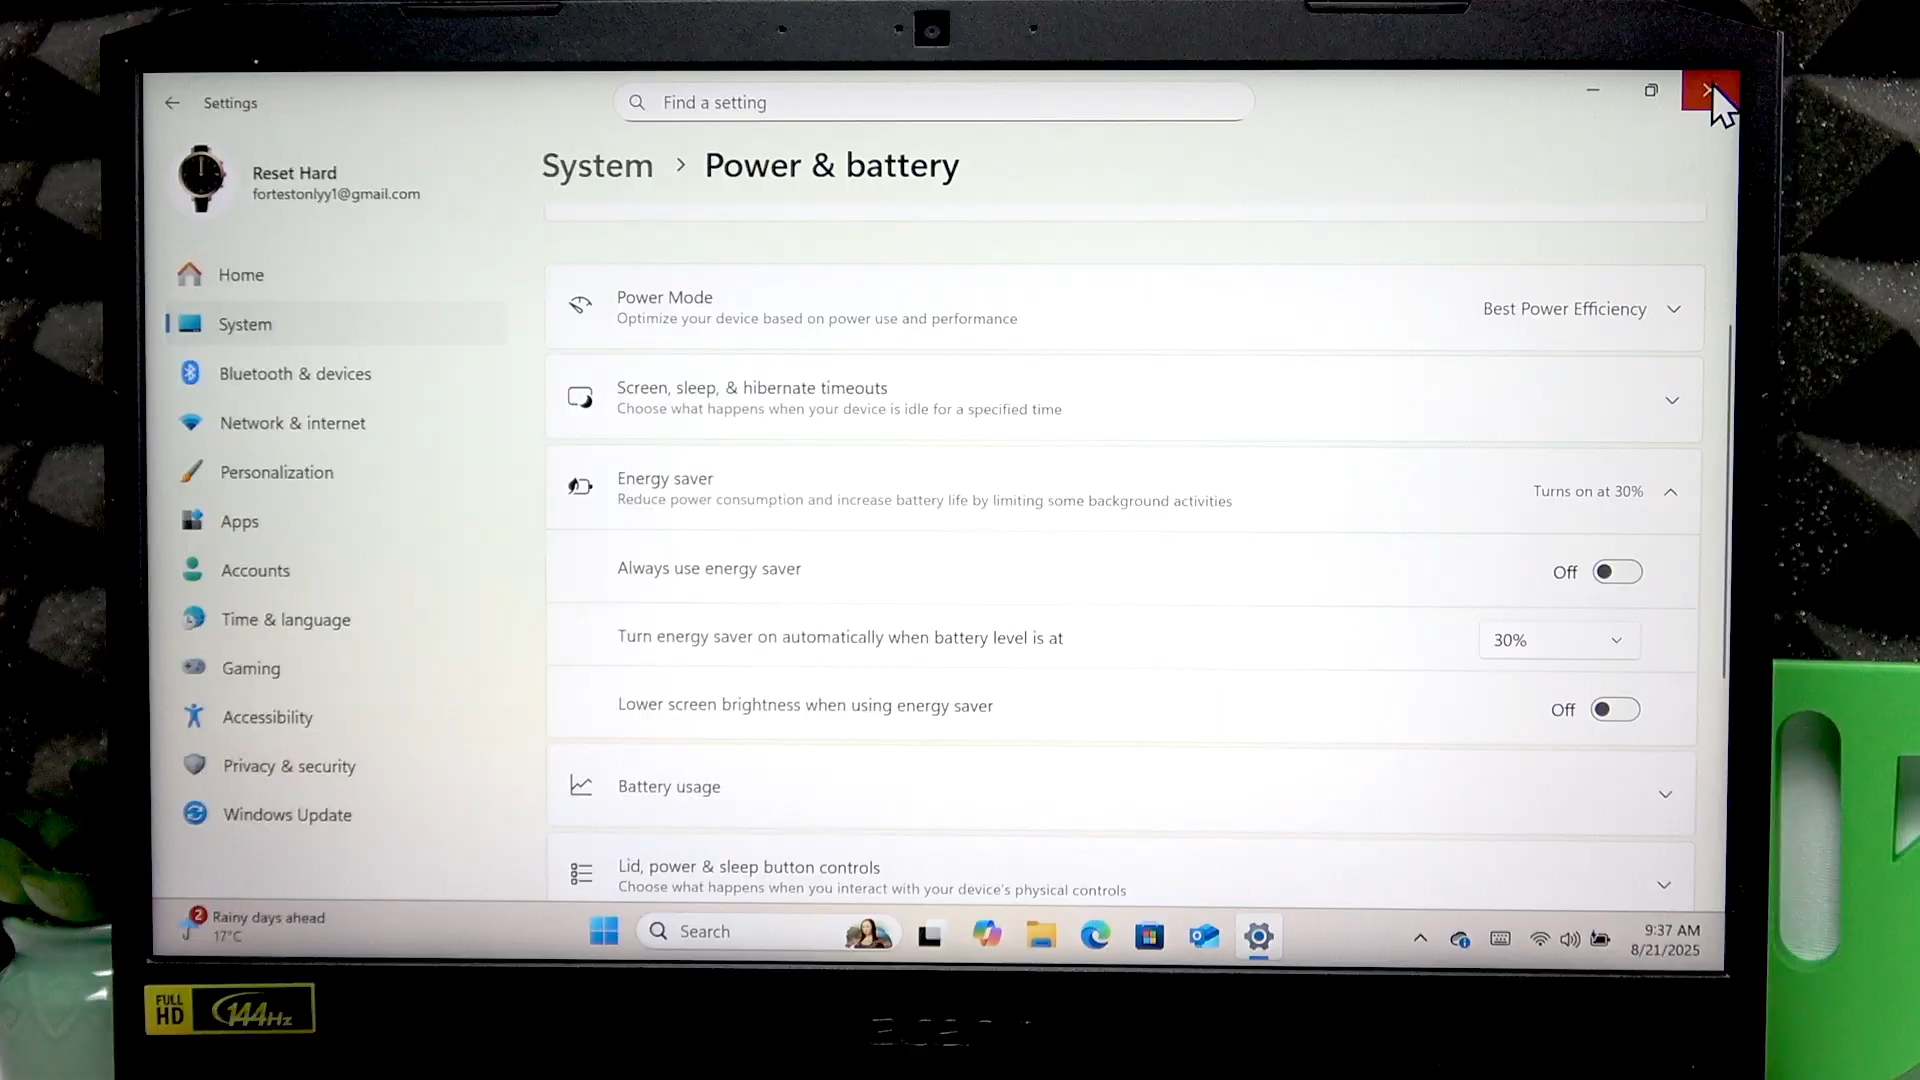 Settings
Find a setting
Reset Hard
fortestonlyy1@gmail.com
System > Power & battery
Home
System
Bluetooth & devices
Network & internet
Personalization
Apps
Accounts
Time & language
Gaming
Accessibility
Privacy & security
Windows Update
Power Mode
Optimize your device based on power use and performance
Best Power Efficiency
Screen, sleep, & hibernate timeouts
Choose what happens when your device is idle for a specified time
Energy saver
Reduce power consumption and increase battery life by limiting some background activities
Turns on at 30%
Always use energy saver
Off
Turn energy saver on automatically when battery level is at
30%
Lower screen brightness when using energy saver
Off
Battery usage
Lid, power & sleep button controls
Choose what happens when you interact with your device's physical controls
2
Rainy days ahead
17°C
Search
9:37 AM
8/21/2025
FULL
HD
144Hz